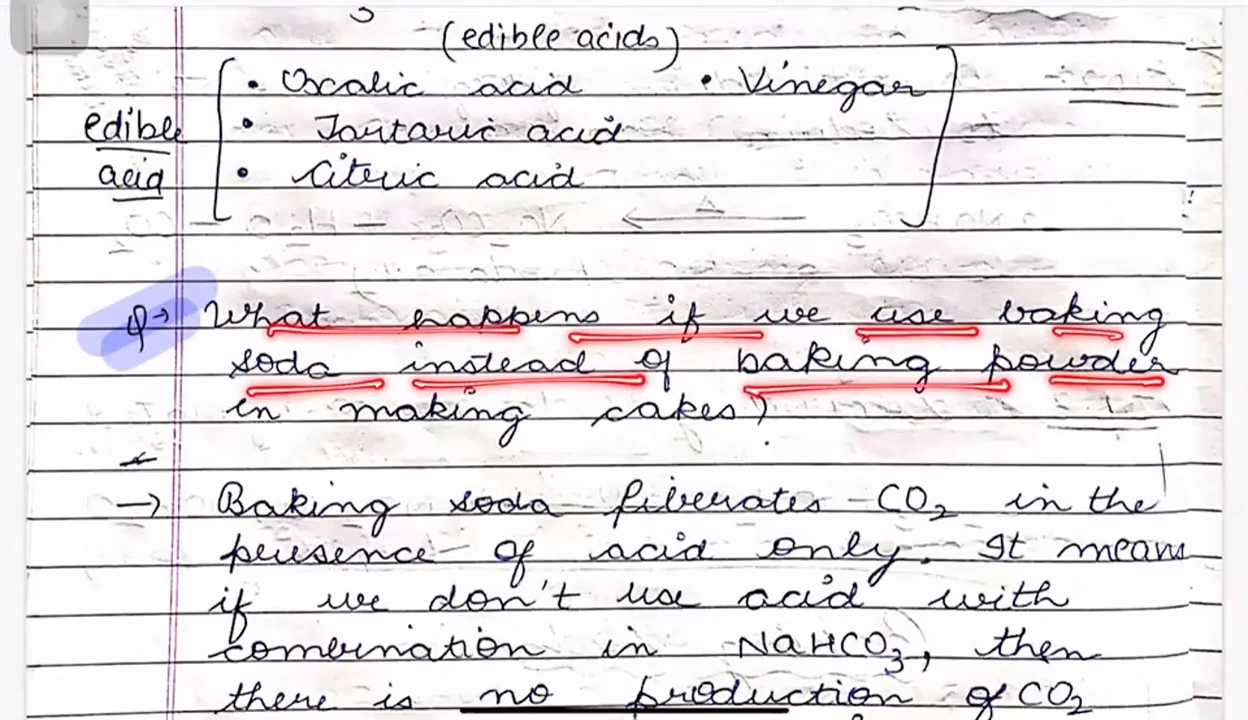 (edible acids)
• Oxcalic acid • Vinegar
edible • Tartaric acid
acid • Citeric acid
Q→ What happens if we use baking
soda instead of baking powder
in making cakes?
→ Baking soda liberates CO2 in the
presence of acid only. It means
if we don't use acid with
combination in NaHCO3, then
there is no production of CO2